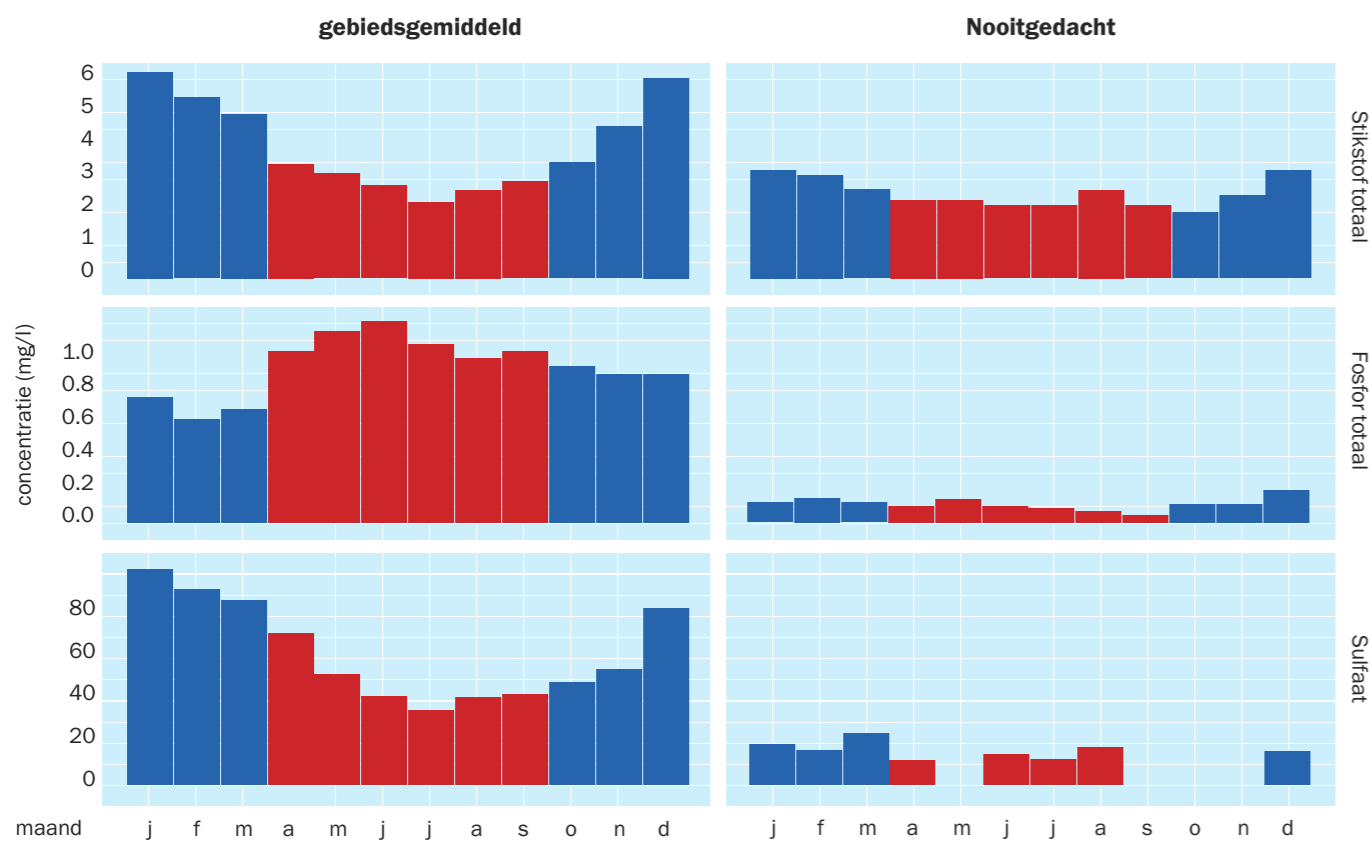 gebiedsgemiddeld
Nooitgedacht
6
5
4
3
2
1
0
Stikstof totaal
concentratie (mg/l)
1.0
0.8
0.6
0.4
0.2
0.0
Fosfor totaal
80
60
40
20
0
Sulfaat
maand j f m a m j j a s o n d
j f m a m j j a s o n d